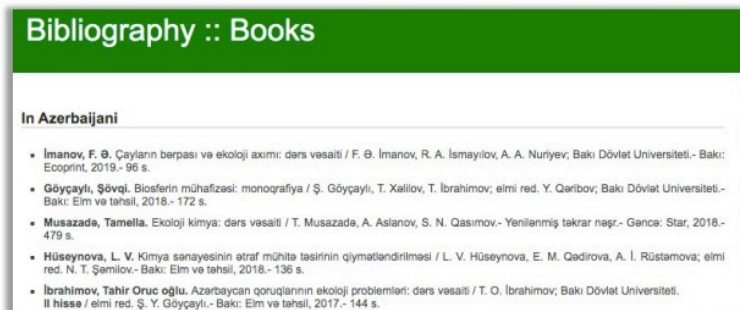 Bibliography :: Books
In Azerbaijani
▪ İmanov, F. Ə. Çayların bərpası və ekoloji axımı: dərs vəsaiti / F. Ə. İmanov, R. A. İsmayılov, A. A. Nuriyev; Bakı Dövlət Universiteti.- Bakı:
Ecoprint, 2019.- 96 s.
▪ Göyçaylı, Şövqi. Biosferin mühafizəsi: monoqrafiya / Ş. Göyçaylı, T. Xəlilov, T. İbrahimov; elmi red. Y. Qəribov; Bakı Dövlət Universiteti.-
Bakı: Elm və təhsil, 2018.- 172 s.
▪ Musazadə, Tamella. Ekoloji kimya: dərs vəsaiti / T. Musazadə, A. Aslanov, S. N. Qasımov.- Yenilənmiş təkrar nəşr.- Gəncə: Star, 2018.-
479 s.
▪ Hüseynova, L. V. Kimya sənayesinin ətraf mühitə təsirinin qiymətləndirilməsi / L. V. Hüseynova, E. M. Qədirova, A. İ. Rüstəmova; elmi
red. N. T. Şəmilov.- Bakı: Elm və təhsil, 2018.- 136 s.
▪ İbrahimov, Tahir Oruc oğlu. Azərbaycan qoruqlarının ekoloji problemləri: dərs vəsaiti / T. O. İbrahimov; Bakı Dövlət Universiteti.
II hissə / elmi red. Ş. Y. Göyçaylı.- Bakı: Elm və təhsil, 2017.- 144 s.